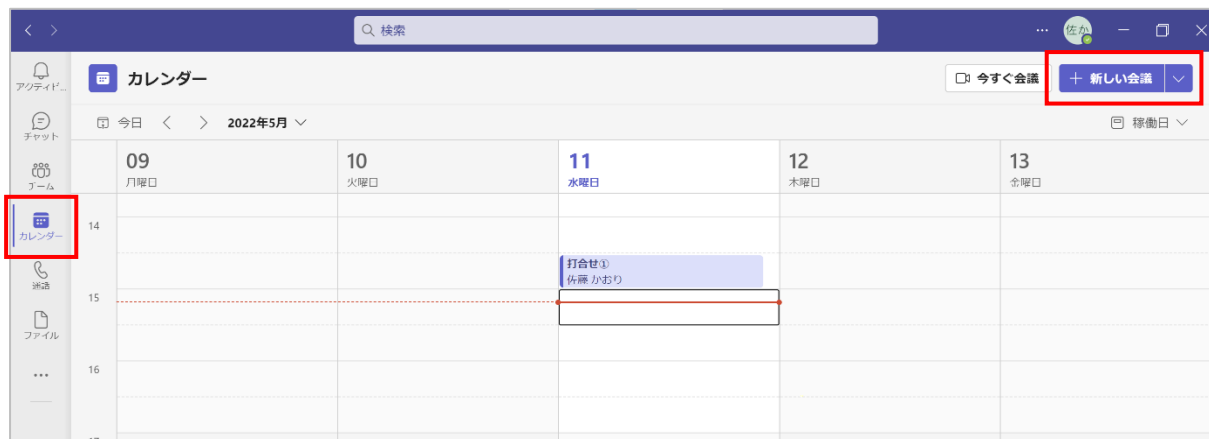 検索
佐か
アクティビ...
カレンダー
今すぐ会議
新しい会議
チャット
今日
2022年5月
稼働日
チーム
09
月曜日
10
火曜日
11
水曜日
12
木曜日
13
金曜日
カレンダー
14
打合せ①
佐藤 かおり
通話
15
ファイル
16